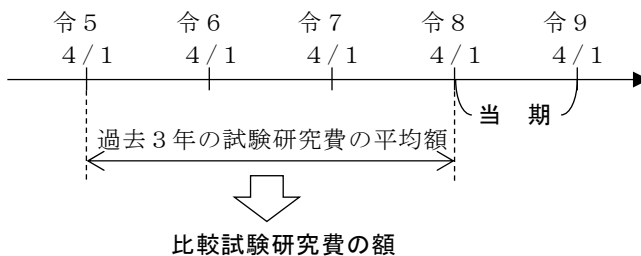 令５ 令６ 令７ 令８ 令９
４/１ ４/１ ４/１ ４/１ ４/１
当 期
過去３年の試験研究費の平均額
比較試験研究費の額